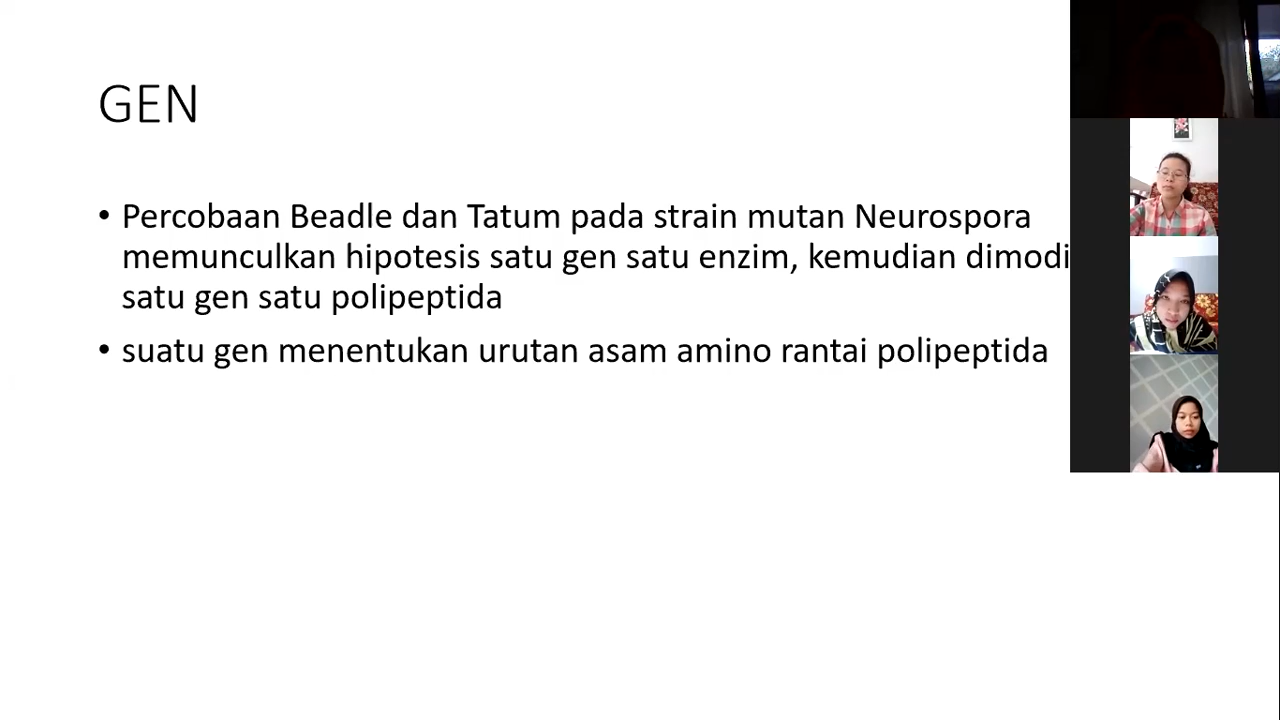 GEN
• Percobaan Beadle dan Tatum pada strain mutan Neurospora
memunculkan hipotesis satu gen satu enzim, kemudian
satu gen satu polipeptida
• suatu gen menentukan urutan asam amino rantai polipeptida